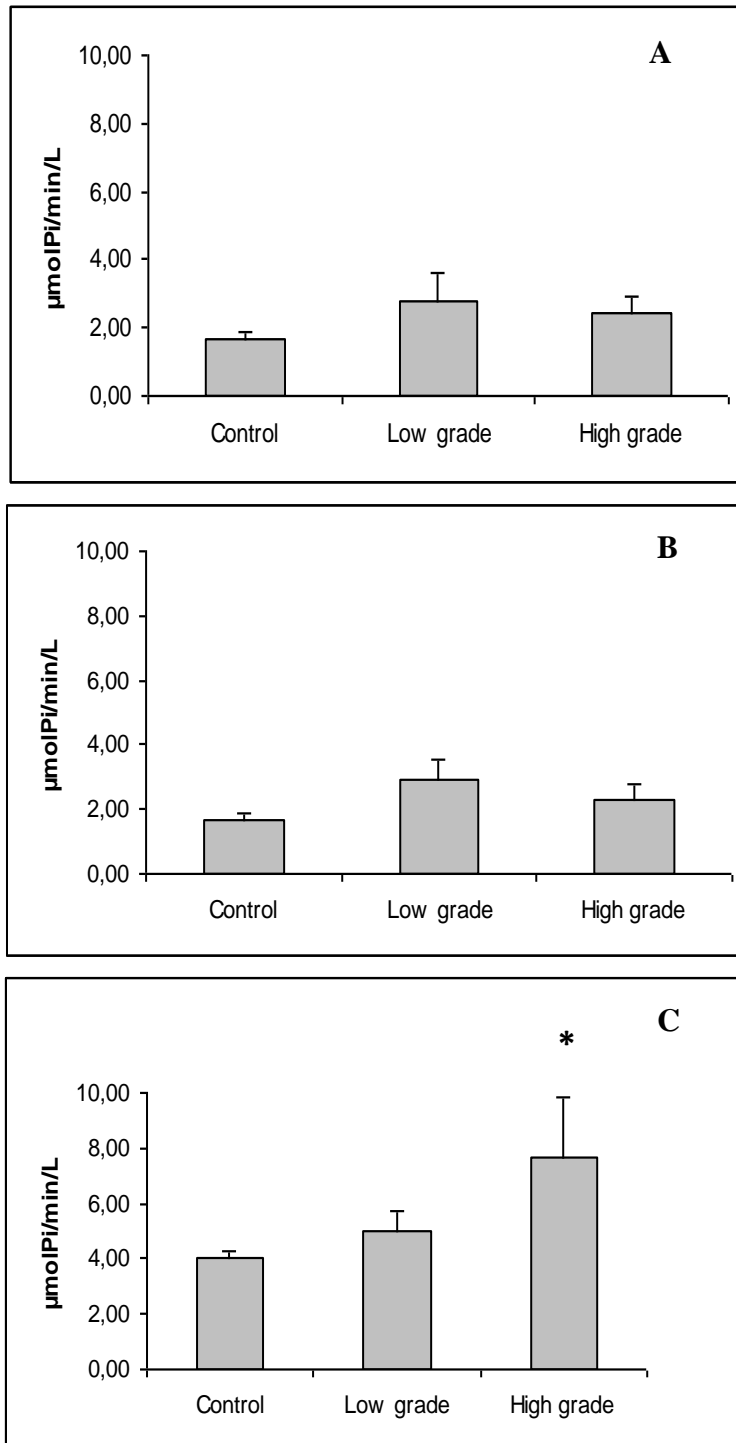 A
10,00
8,00
6,00
4,00
2,00
0,00
µmolPi/min/L
Control Low grade High grade
B
10,00
8,00
6,00
4,00
2,00
0,00
µmolPi/min/L
Control Low grade High grade
C
*
10,00
8,00
6,00
4,00
2,00
0,00
µmolPi/min/L
Control Low grade High grade